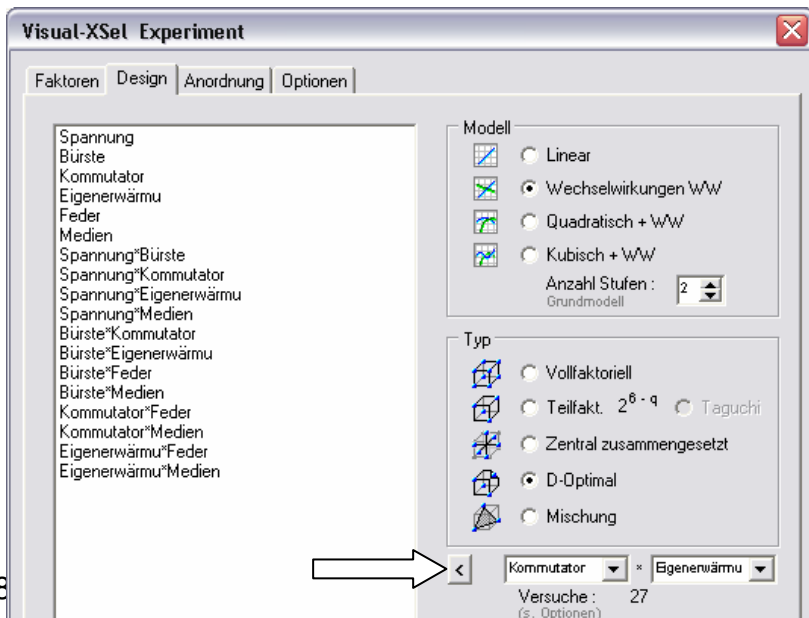 Visual-XSel Experiment
Faktoren Design Anordnung Optionen
Spannung
Bürste
Kommutator
Eigenerwärmu
Feder
Medien
Spannung*Bürste
Spannung*Kommutator
Spannung*Eigenerwärmu
Spannung*Medien
Bürste*Kommutator
Bürste*Eigenerwärmu
Bürste*Feder
Bürste*Medien
Kommutator*Feder
Kommutator*Medien
Eigenerwärmu*Feder
Eigenerwärmu*Medien
Modell
Linear
Wechselwirkungen WW
Quadratisch + WW
Kubisch + WW
Anzahl Stufen : 2
Grundmodell
Typ
Vollfaktoriell
Teilfakt. 2^6-q Taguchi
Zentral zusammengesetzt
D-Optimal
Mischung
< Kommutator * Eigenerwärmu
Versuche : 27
(s. Optionen)